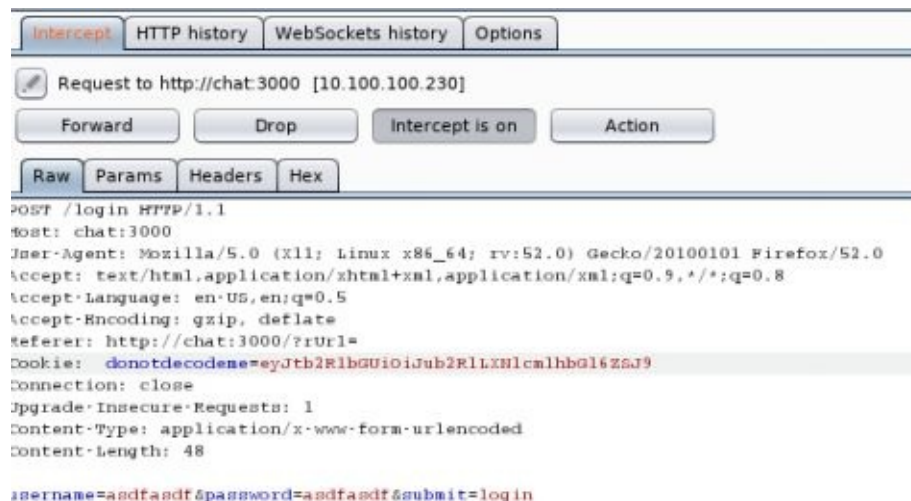 Intercept HTTP history WebSockets history Options
Request to http://chat:3000 [10.100.100.230]
Forward Drop Intercept is on Action
Raw Params Headers Hex
POST /login HTTP/1.1
Host: chat:3000
User-Agent: Mozilla/5.0 (X11; Linux x86_64; rv:52.0) Gecko/20100101 Firefox/52.0
Accept: text/html,application/xhtml+xml,application/xml;q=0.9,*/*;q=0.8
Accept-Language: en-US,en;q=0.5
Accept-Encoding: gzip, deflate
Referer: http://chat:3000/?rUrl=
Cookie: donotdecodeme=eyJtb2R1bGUiOiJub2RlLXNlcmlhbGl6ZSJ9
Connection: close
Upgrade-Insecure-Requests: 1
Content-Type: application/x-www-form-urlencoded
Content-Length: 48
username=asdfasdf&password=asdfasdf&submit=login